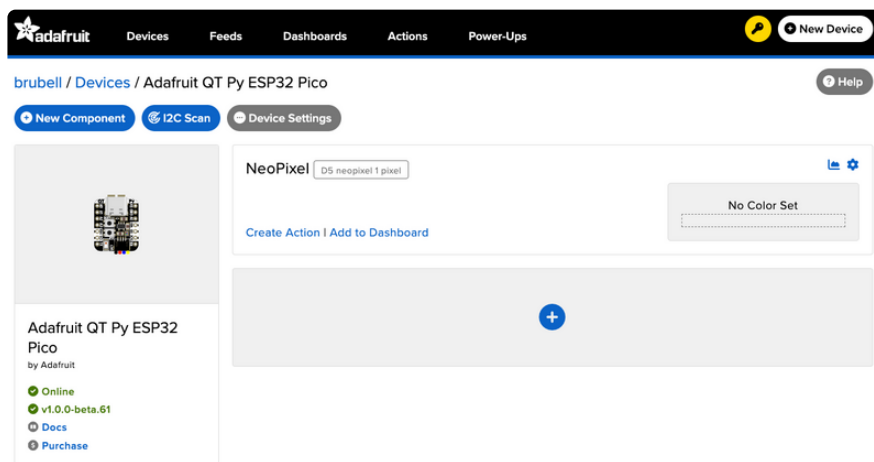 adafruit Devices Feeds Dashboards Actions Power-Ups New Device
brubell / Devices / Adafruit QT Py ESP32 Pico Help
New Component I2C Scan Device Settings
NeoPixel D5 neopixel 1 pixel
No Color Set
Create Action | Add to Dashboard
Adafruit QT Py ESP32
Pico
by Adafruit
Online
v1.0.0-beta.61
Docs
Purchase